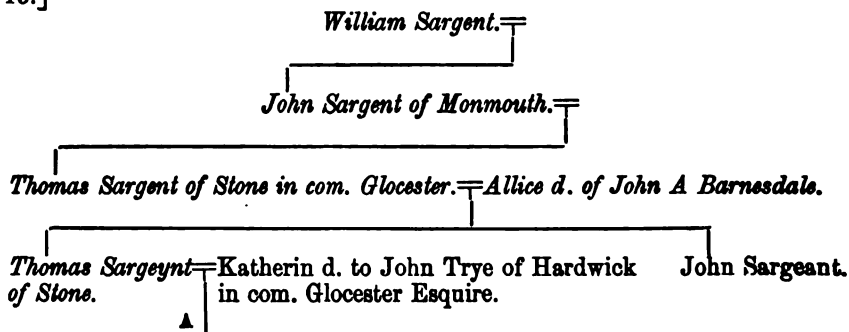 10.]
William Sargent.
John Sargent of Monmouth.
Thomas Sargent of Stone in com. Glocester. Allice d. of John A Barnesdale.
Thomas Sargeynt Katherin d. to John Trye of Hardwick John Sargeant.
of Stone. in com. Glocester Esquire.
A